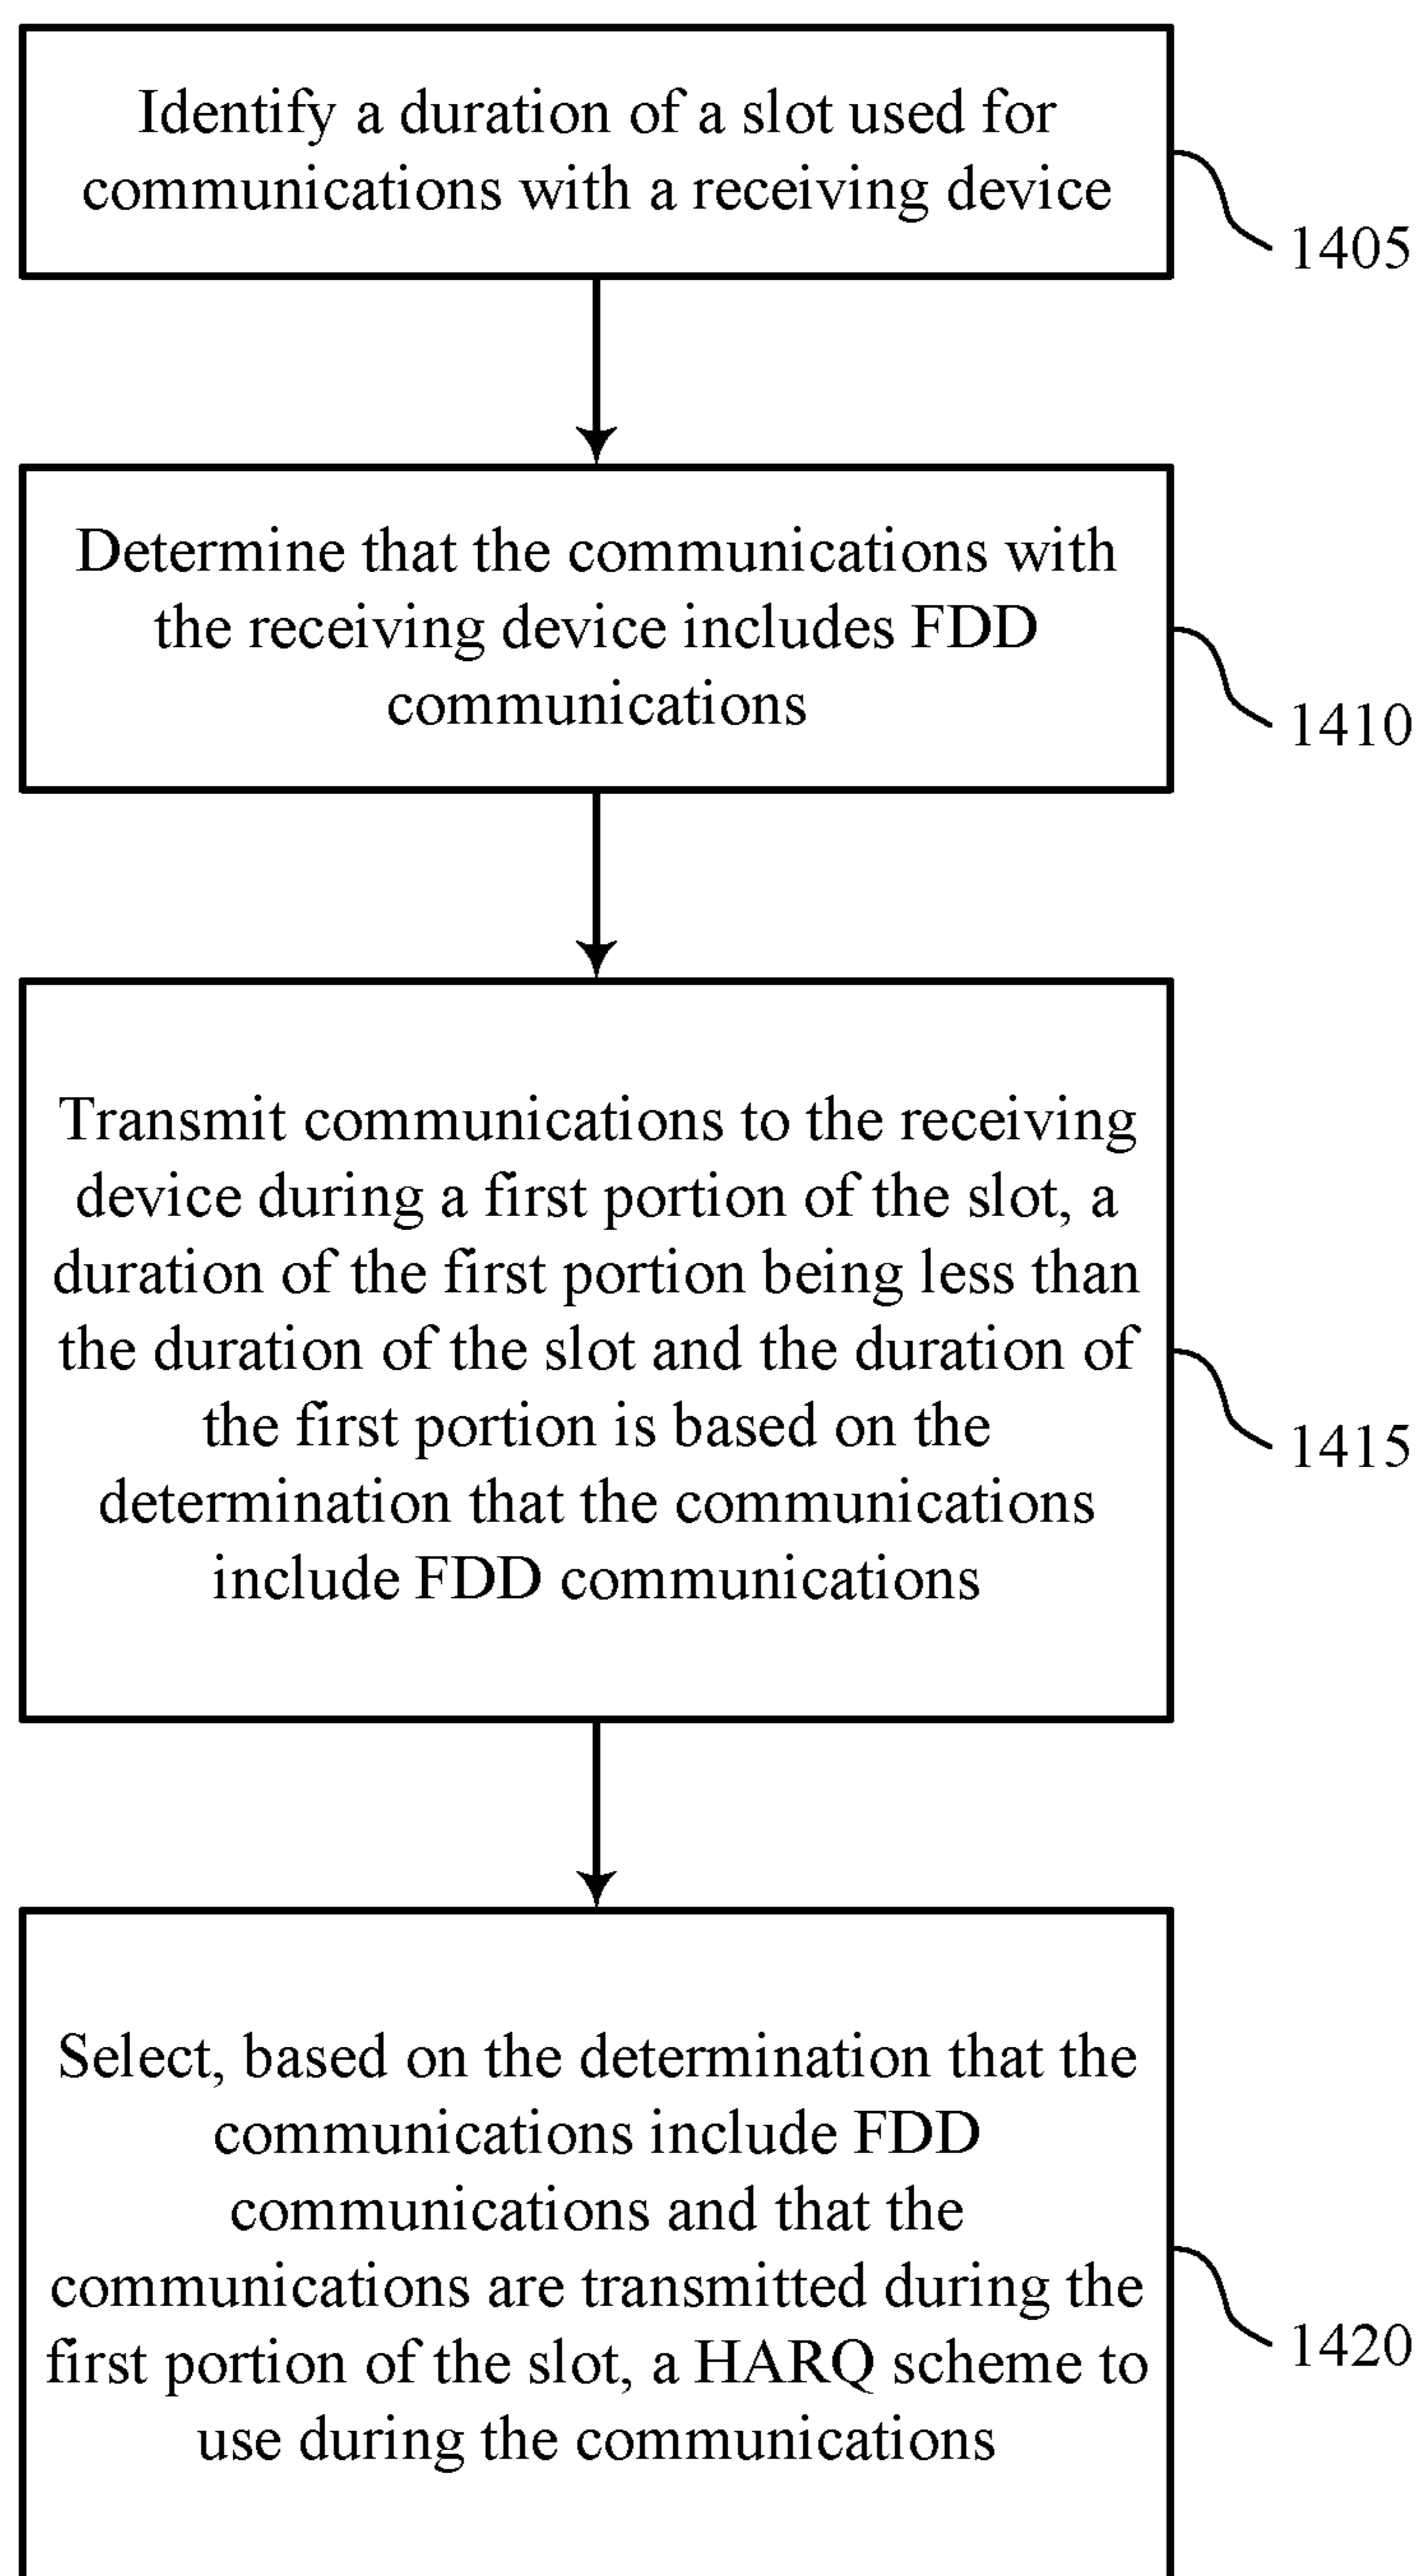 Identify a duration of a slot used for
communications with a receiving device
1405
Determine that the communications with
the receiving device includes FDD
communications
1410
Transmit communications to the receiving
device during a first portion of the slot, a
duration of the first portion being less than
the duration of the slot and the duration of
the first portion is based on the
determination that the communications
include FDD communications
1415
Select, based on the determination that the
communications include FDD
communications and that the
communications are transmitted during the
first portion of the slot, a HARQ scheme to
use during the communications
1420